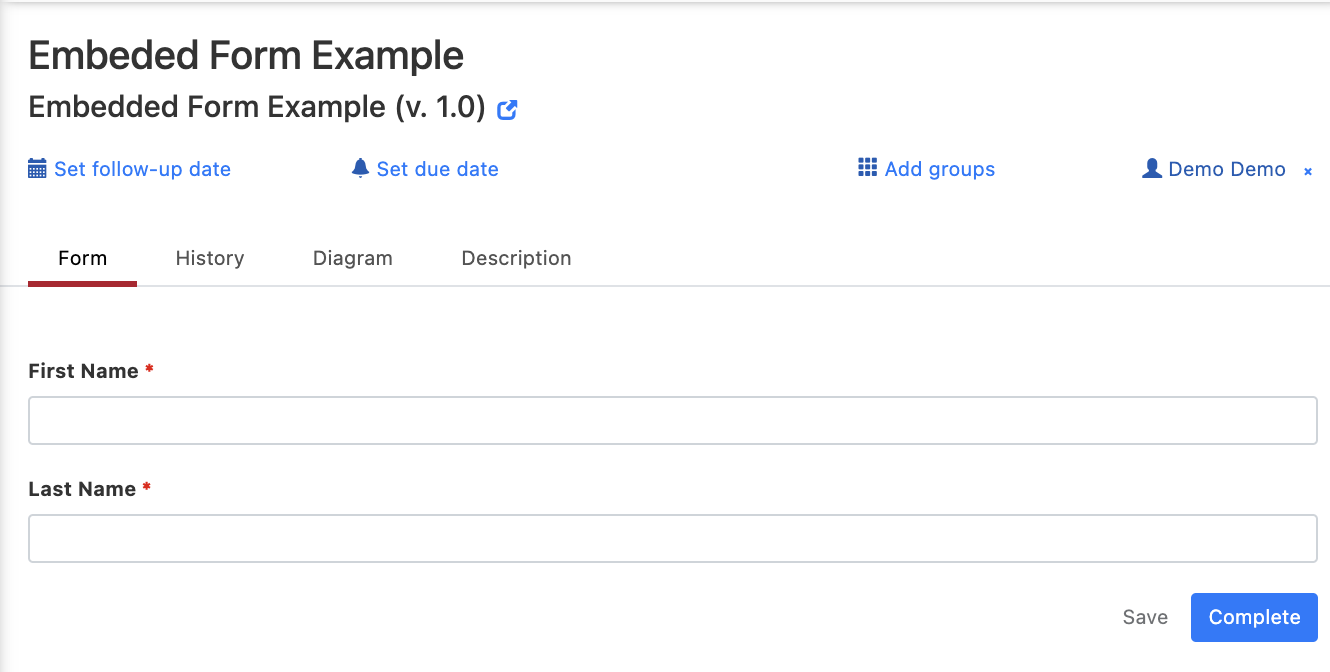 Embeded Form Example
Embedded Form Example (v. 1.0)
Set follow-up date Set due date Add groups Demo Demo ×
Form History Diagram Description
First Name *
Last Name *
Save Complete